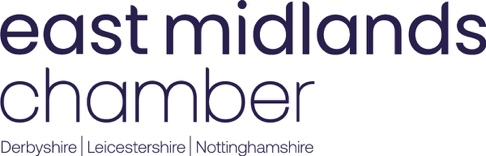 east midlands
chamber
Derbyshire | Leicestershire | Nottinghamshire